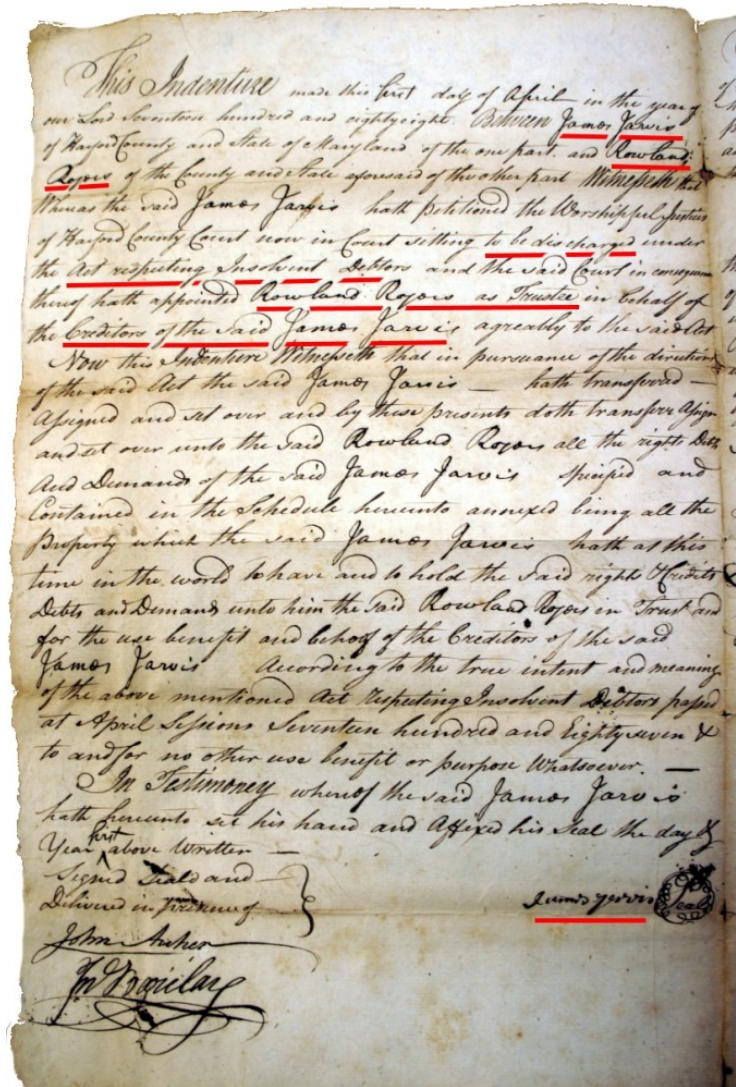 This Indenture made this first day of April in the year of
our Lord Seventeen hundred and eightyeight. Between James Jarvis
of Harford County and State of Maryland of the one part. and Rowland
Rogers of the County and State aforesaid of the other part Witnesseth that
Whereas the said James Jarvis hath petitioned the Worshipful Justices
of Harford County Court now in Court sitting to be discharged under
the Act respecting Insolvent Debtors and the said Court in consequence
thereof hath appointed Rowland Rogers as Trustee in behalf of
the Creditors of the said James Jarvis agreably to the said Act
Now this Indenture Witnesseth that in pursuance of the direction
of the said Act the said James Jarvis — hath transfered —
Assigned and set over and by these presents doth transferr Assign
and set over unto the said Rowland Rogers all the rights Debts
and Demands of the said James Jarvis specified and
Contained in the Schedule hereunto annexed being all the
Property which the said James Jarvis hath at this
time in the world to have and to hold the said rights & Credits
Debts and Demands unto him the said Rowland Rogers in Trust and
for the use benefit and behoof of the Creditors of the said
James Jarvis According to the true intent and meaning
of the above mentioned Act respecting Insolvent Debtors passed
at April Sessions Seventeen hundred and Eighty seven &
to and for no other use benefit or purpose Whatsoever. —
In Testimoney whereof the said James Jarvis
hath hereunto set his hand and Affixed his Seal the day &
Year first above Written —
Signed Seald and —
Delivered in presence of
James Jervis Seal
John Archer
Jno Barclay